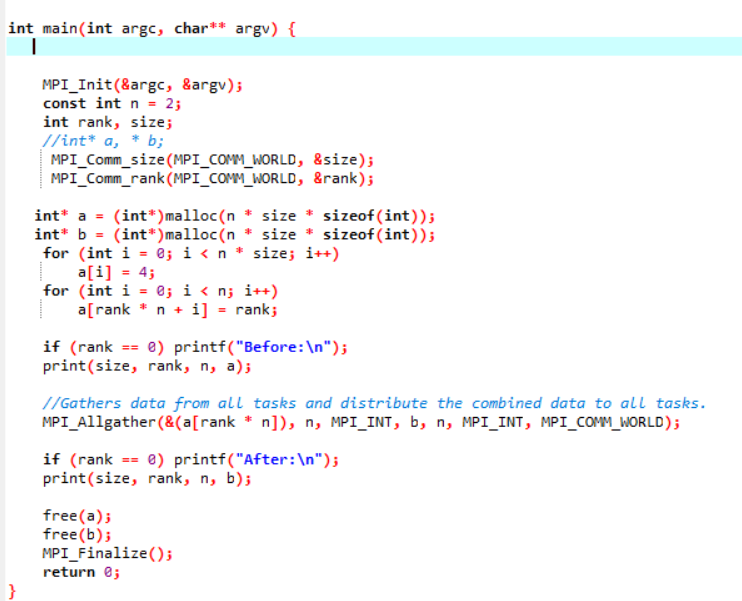 int main(int argc, char** argv) {
MPI_Init(&argc, &argv);
const int n = 2;
int rank, size;
//int* a, * b;
MPI_Comm_size(MPI_COMM_WORLD, &size);
MPI_Comm_rank(MPI_COMM_WORLD, &rank);
int* a = (int*)malloc(n * size * sizeof(int));
int* b = (int*)malloc(n * size * sizeof(int));
for (int i = 0; i < n * size; i++)
a[i] = 4;
for (int i = 0; i < n; i++)
a[rank * n + i] = rank;
if (rank == 0) printf("Before:\n");
print(size, rank, n, a);
//Gathers data from all tasks and distribute the combined data to all tasks.
MPI_Allgather(&(a[rank * n]), n, MPI_INT, b, n, MPI_INT, MPI_COMM_WORLD);
if (rank == 0) printf("After:\n");
print(size, rank, n, b);
free(a);
free(b);
MPI_Finalize();
return 0;
}